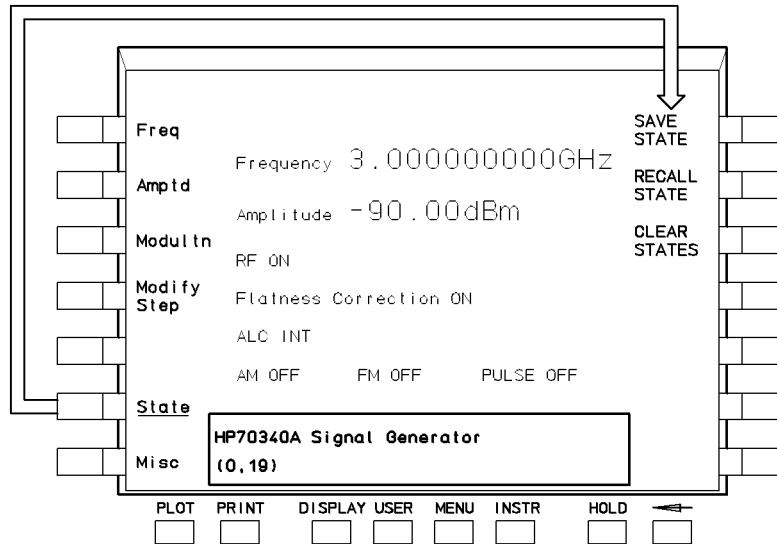 Freq
Amptd
Modultn
Modify
Step
State
Misc
Frequency 3.000000000GHz
Amplitude -90.00dBm
RF ON
Flatness Correction ON
ALC INT
AM OFF FM OFF PULSE OFF
HP70340A Signal Generator
(0,19)
SAVE
STATE
RECALL
STATE
CLEAR
STATES
PLOT PRINT DISPLAY USER MENU INSTR HOLD